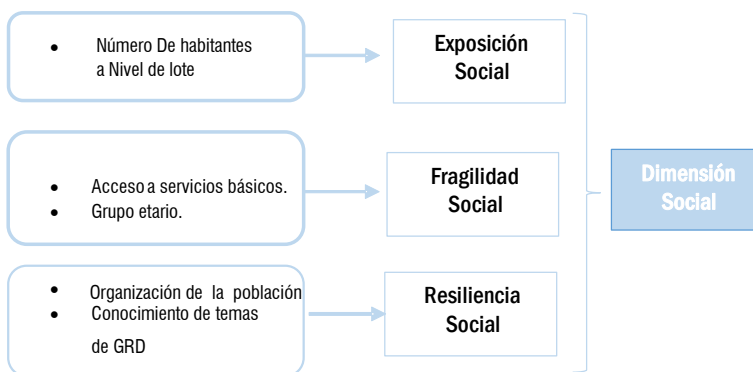 • Número De habitantes
a Nivel de lote
Exposición
Social
• Acceso a servicios básicos.
• Grupo etario.
Fragilidad
Social
Dimensión
Social
• Organización de la población
• Conocimiento de temas
de GRD
Resiliencia
Social